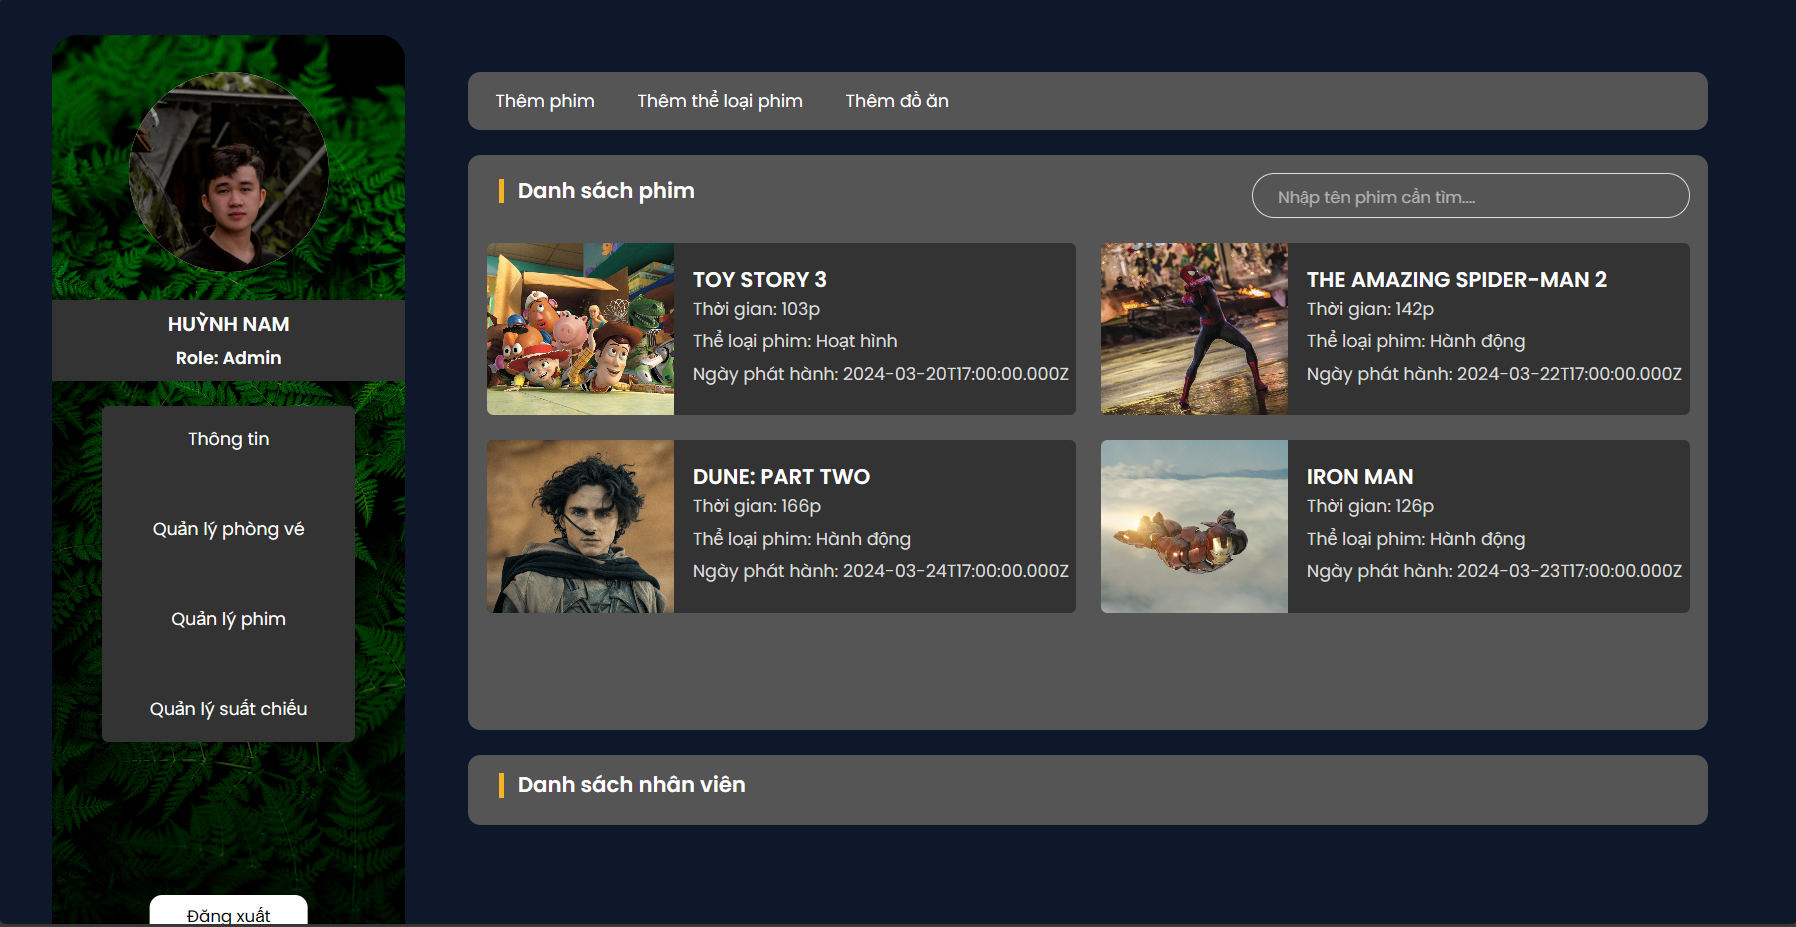 HUỲNH NAM
Role: Admin
Thông tin
Quản lý phòng vé
Quản lý phim
Quản lý suất chiếu
Đăng xuất
Thêm phim
Thêm thể loại phim
Thêm đồ ăn
Danh sách phim
Nhập tên phim cần tìm....
TOY STORY 3
Thời gian: 103p
Thể loại phim: Hoạt hình
Ngày phát hành: 2024-03-20T17:00:00.000Z
THE AMAZING SPIDER-MAN 2
Thời gian: 142p
Thể loại phim: Hành động
Ngày phát hành: 2024-03-22T17:00:00.000Z
DUNE: PART TWO
Thời gian: 166p
Thể loại phim: Hành động
Ngày phát hành: 2024-03-24T17:00:00.000Z
IRON MAN
Thời gian: 126p
Thể loại phim: Hành động
Ngày phát hành: 2024-03-23T17:00:00.000Z
Danh sách nhân viên